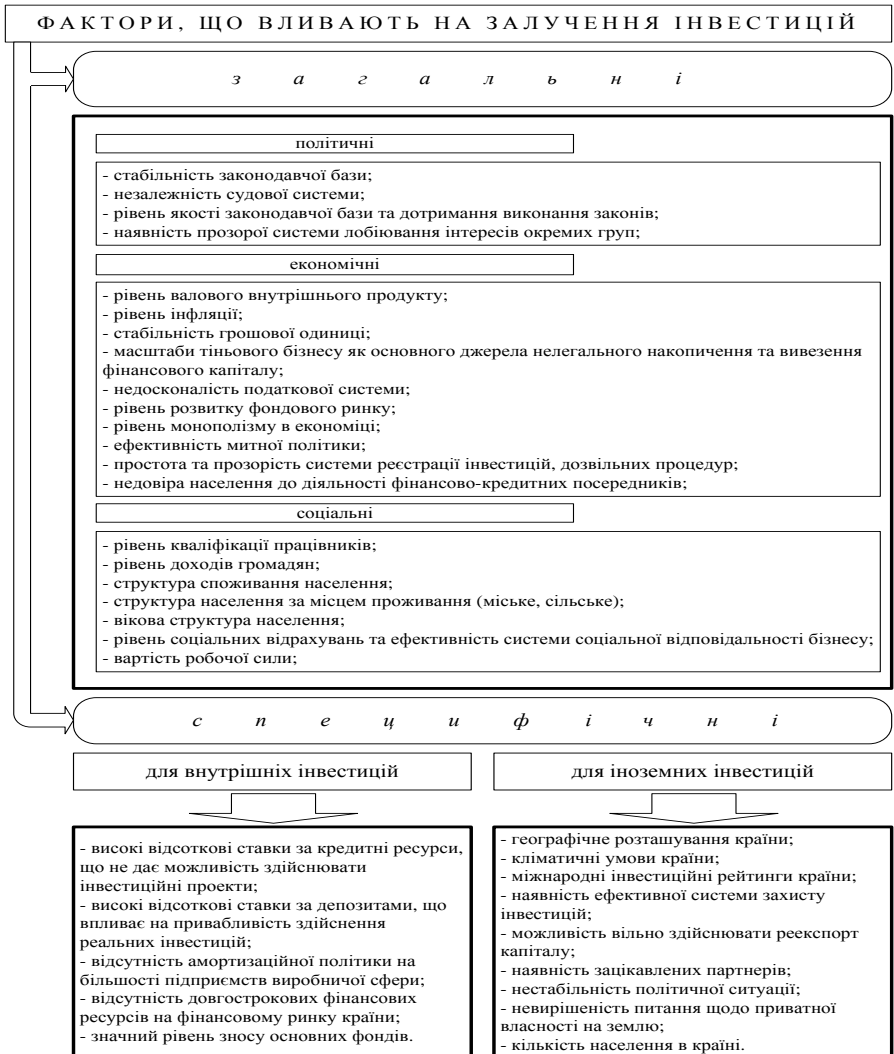 ФАКТОРИ, ЩО ВЛИВАЮТЬ НА ЗАЛУЧЕННЯ ІНВЕСТИЦІЙ
загальні
політичні
- стабільність законодавчої бази;
- незалежність судової системи;
- рівень якості законодавчої бази та дотримання виконання законів;
- наявність прозорої системи лобіювання інтересів окремих груп;
економічні
- рівень валового внутрішнього продукту;
- рівень інфляції;
- стабільність грошової одиниці;
- масштаби тіньового бізнесу як основного джерела нелегального накопичення та вивезення
фінансового капіталу;
- недосконалість податкової системи;
- рівень розвитку фондового ринку;
- рівень монополізму в економіці;
- ефективність митної політики;
- простота та прозорість системи реєстрації інвестицій, дозвільних процедур;
- недовіра населення до діяльності фінансово-кредитних посередників;
соціальні
- рівень кваліфікації працівників;
- рівень доходів громадян;
- структура споживання населення;
- структура населення за місцем проживання (міське, сільське);
- вікова структура населення;
- рівень соціальних відрахувань та ефективність системи соціальної відповідальності бізнесу;
- вартість робочої сили;
специфічні
для внутрішніх інвестицій
- високі відсоткові ставки за кредитні ресурси,
що не дає можливість здійснювати
інвестиційні проекти;
- високі відсоткові ставки за депозитами, що
впливає на привабливість здійснення
реальних інвестицій;
- відсутність амортизаційної політики на
більшості підприємств виробничої сфери;
- відсутність довгострокових фінансових
ресурсів на фінансовому ринку країни;
- значний рівень зносу основних фондів.
для іноземних інвестицій
- географічне розташування країни;
- кліматичні умови країни;
- міжнародні інвестиційні рейтинги країни;
- наявність ефективної системи захисту
інвестицій;
- можливість вільно здійснювати реекспорт
капіталу;
- наявність зацікавлених партнерів;
- нестабільність політичної ситуації;
- невирішеність питання щодо приватної
власності на землю;
- кількість населення в країні.